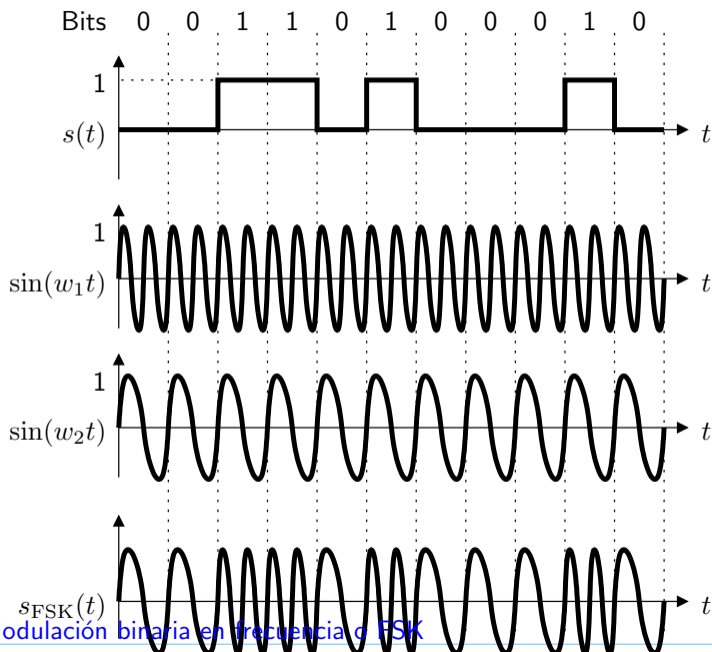 Bits 0 0 1 1 0 1 0 0 0 1 0
1
s(t) t
1
sin(w₁t) t
1
sin(w₂t) t
s_FSK(t) t
odulación binaria en frecuencia o FSK